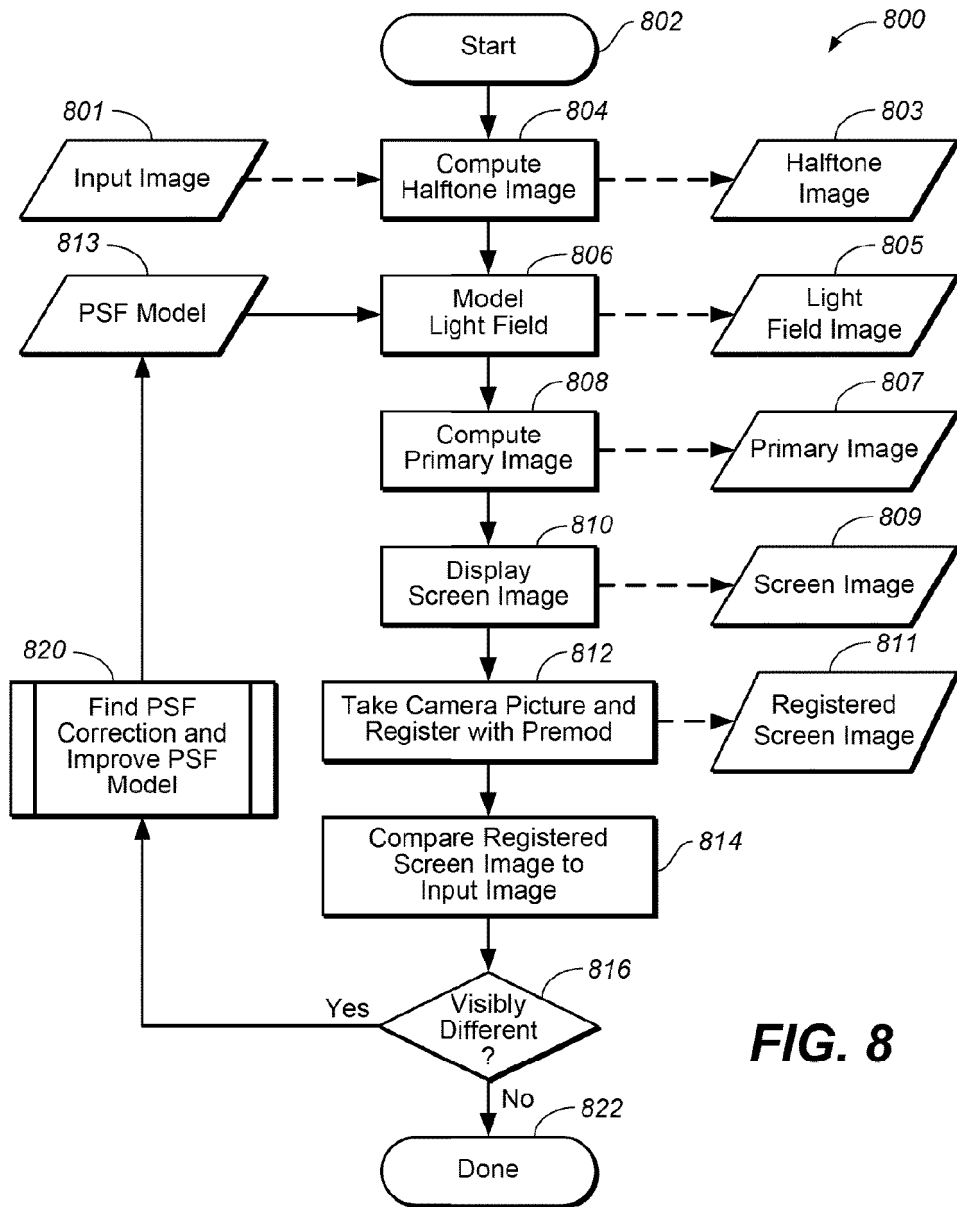 800
802
Start
801
804
803
Input Image
Compute
Halftone Image
Halftone
Image
813
806
805
PSF Model
Model
Light Field
Light
Field Image
808
807
Compute
Primary Image
Primary Image
810
809
Display
Screen Image
Screen Image
820
812
811
Find PSF
Correction and
Improve PSF
Model
Take Camera Picture and
Register with Premod
Registered
Screen Image
Compare Registered
Screen Image to
Input Image
814
816
Yes
Visibly
Different
?
FIG. 8
No
822
Done